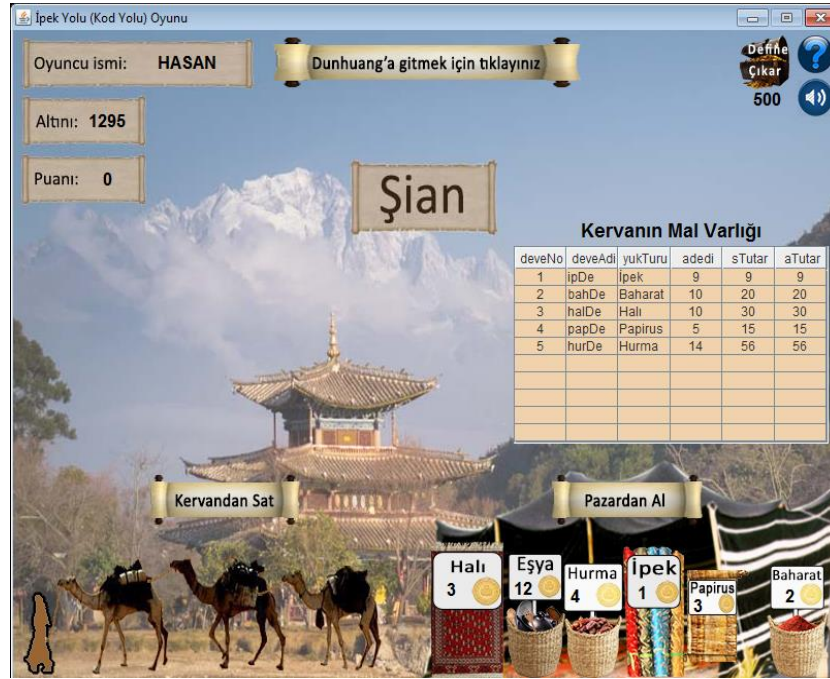 İpek Yolu (Kod Yolu) Oyunu
Oyuncu ismi: HASAN
Dunhuang'a gitmek için tıklayınız
Define
Çıkar
500
Altını: 1295
Puanı: 0
Şian
Kervanın Mal Varlığı
deveNo deveAdi yukTuru adedi sTutar aTutar
1 ipDe İpek 9 9 9
2 bahDe Baharat 10 20 20
3 halDe Halı 10 30 30
4 papDe Papirus 5 15 15
5 hurDe Hurma 14 56 56
Kervandan Sat
Pazardan Al
Halı
3
Eşya
12
Hurma
4
İpek
1
Papirus
3
Baharat
2